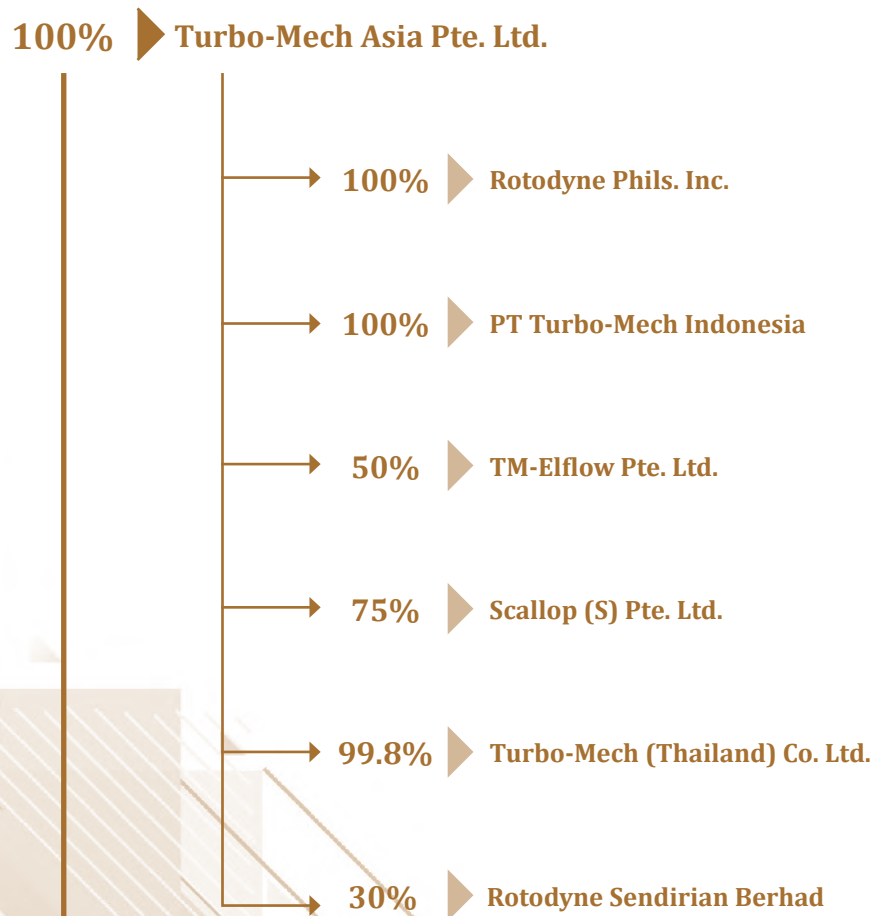 100% Turbo-Mech Asia Pte. Ltd.
100% Rotodyne Phils. Inc.
100% PT Turbo-Mech Indonesia
50% TM-Elflow Pte. Ltd.
75% Scallop (S) Pte. Ltd.
99.8% Turbo-Mech (Thailand) Co. Ltd.
30% Rotodyne Sendirian Berhad